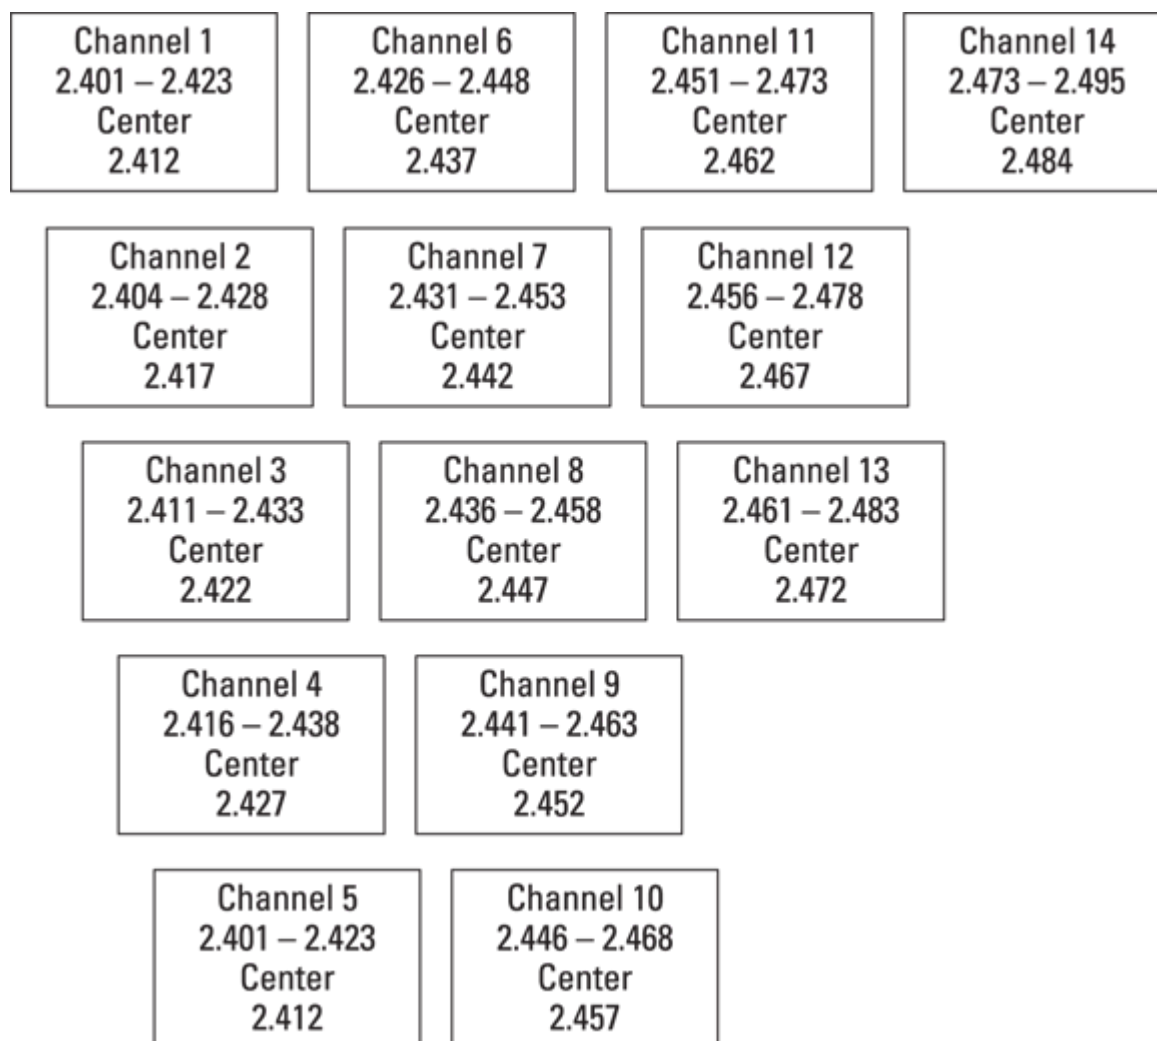 Channel 1
2.401 – 2.423
Center
2.412
Channel 6
2.426 – 2.448
Center
2.437
Channel 11
2.451 – 2.473
Center
2.462
Channel 14
2.473 – 2.495
Center
2.484
Channel 2
2.404 – 2.428
Center
2.417
Channel 7
2.431 – 2.453
Center
2.442
Channel 12
2.456 – 2.478
Center
2.467
Channel 3
2.411 – 2.433
Center
2.422
Channel 8
2.436 – 2.458
Center
2.447
Channel 13
2.461 – 2.483
Center
2.472
Channel 4
2.416 – 2.438
Center
2.427
Channel 9
2.441 – 2.463
Center
2.452
Channel 5
2.401 – 2.423
Center
2.412
Channel 10
2.446 – 2.468
Center
2.457